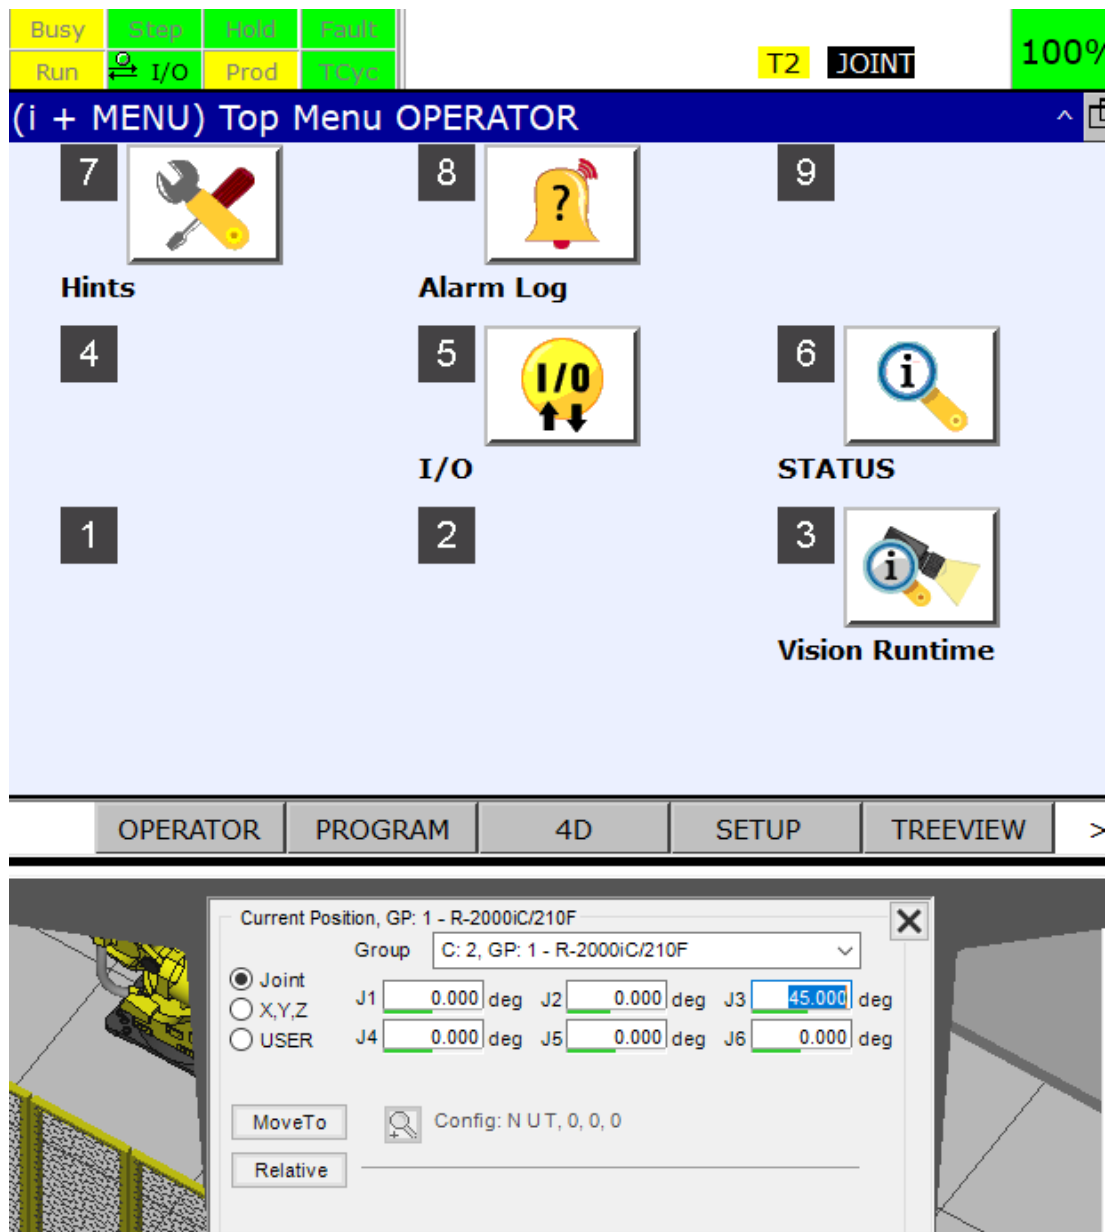 Busy Step Hold Fault
Run I/O Prod TCyc T2 JOINT 100%
(i + MENU) Top Menu OPERATOR ^
7 8 ? 9
Hints Alarm Log
4 5 I/O 6 i
I/O STATUS
1 2 3 i
Vision Runtime
OPERATOR PROGRAM 4D SETUP TREEVIEW >
Current Position, GP: 1 - R-2000iC/210F
Group C: 2, GP: 1 - R-2000iC/210F
Joint
X,Y,Z
USER
J1 0.000 deg J2 0.000 deg J3 45.000 deg
J4 0.000 deg J5 0.000 deg J6 0.000 deg
MoveTo Config: N U T, 0, 0, 0
Relative